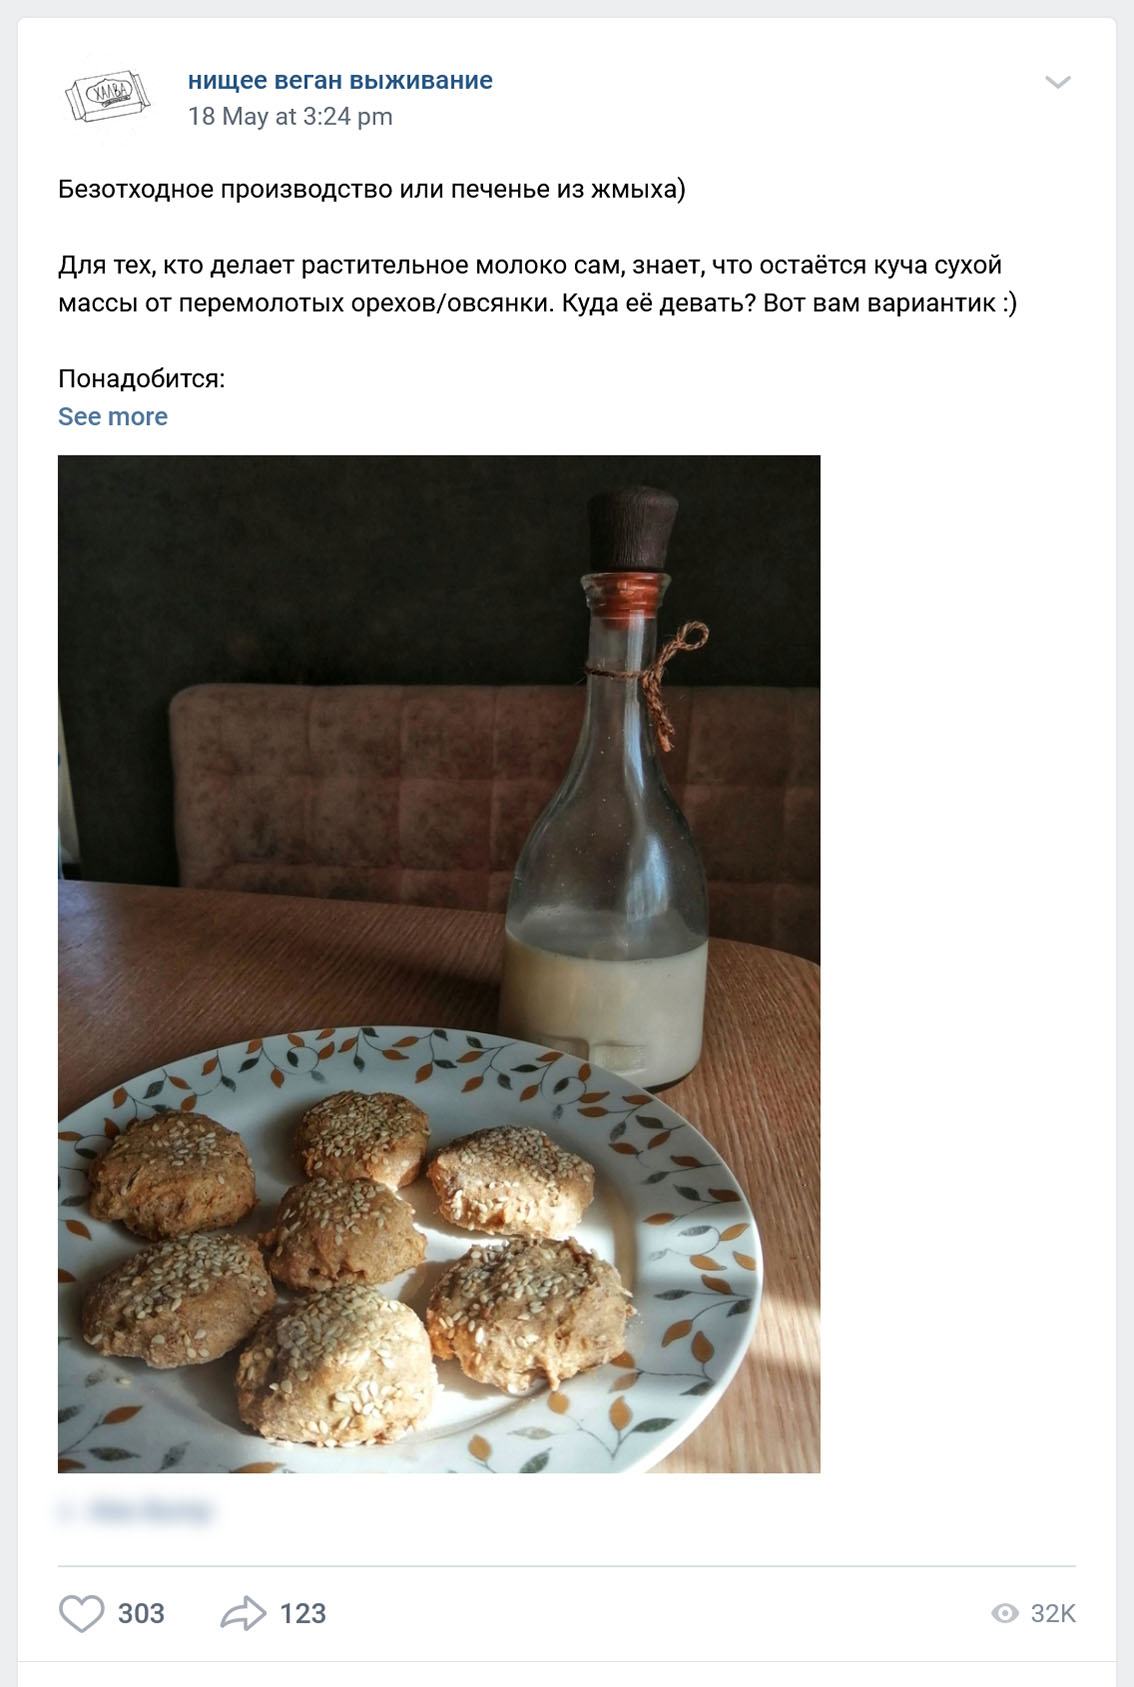 ХАЛВА
нищее веган выживание
18 May at 3:24 pm
Безотходное производство или печенье из жмыха)
Для тех, кто делает растительное молоко сам, знает, что остаётся куча сухой
массы от перемолотых орехов/овсянки. Куда её девать? Вот вам вариантик :)
Понадобится:
See more
303
123
32K